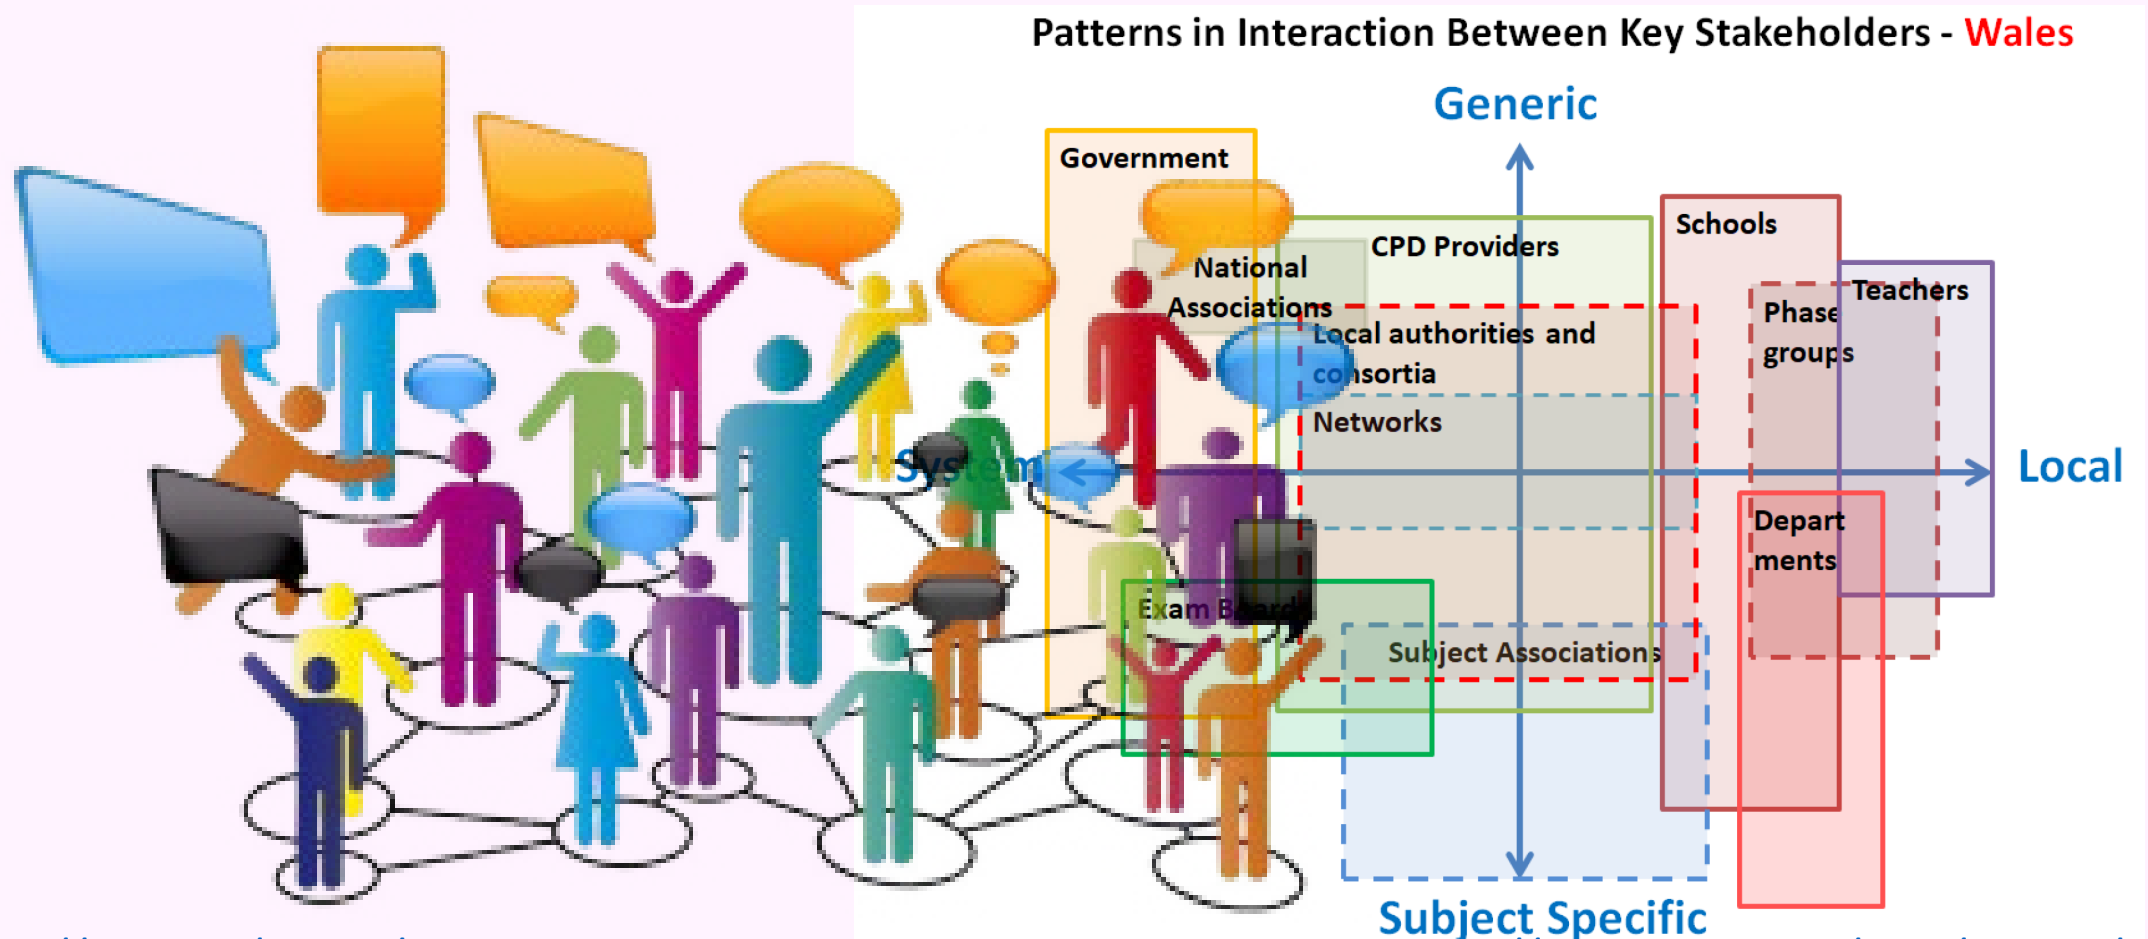 Patterns in Interaction Between Key Stakeholders - Wales
Generic
Government
Schools
CPD Providers
National
Associations
Teachers
Phase
groups
Local authorities and
consortia
Networks
System
Local
Depart
ments
Exam Boards
Subject Associations
Subject Specific